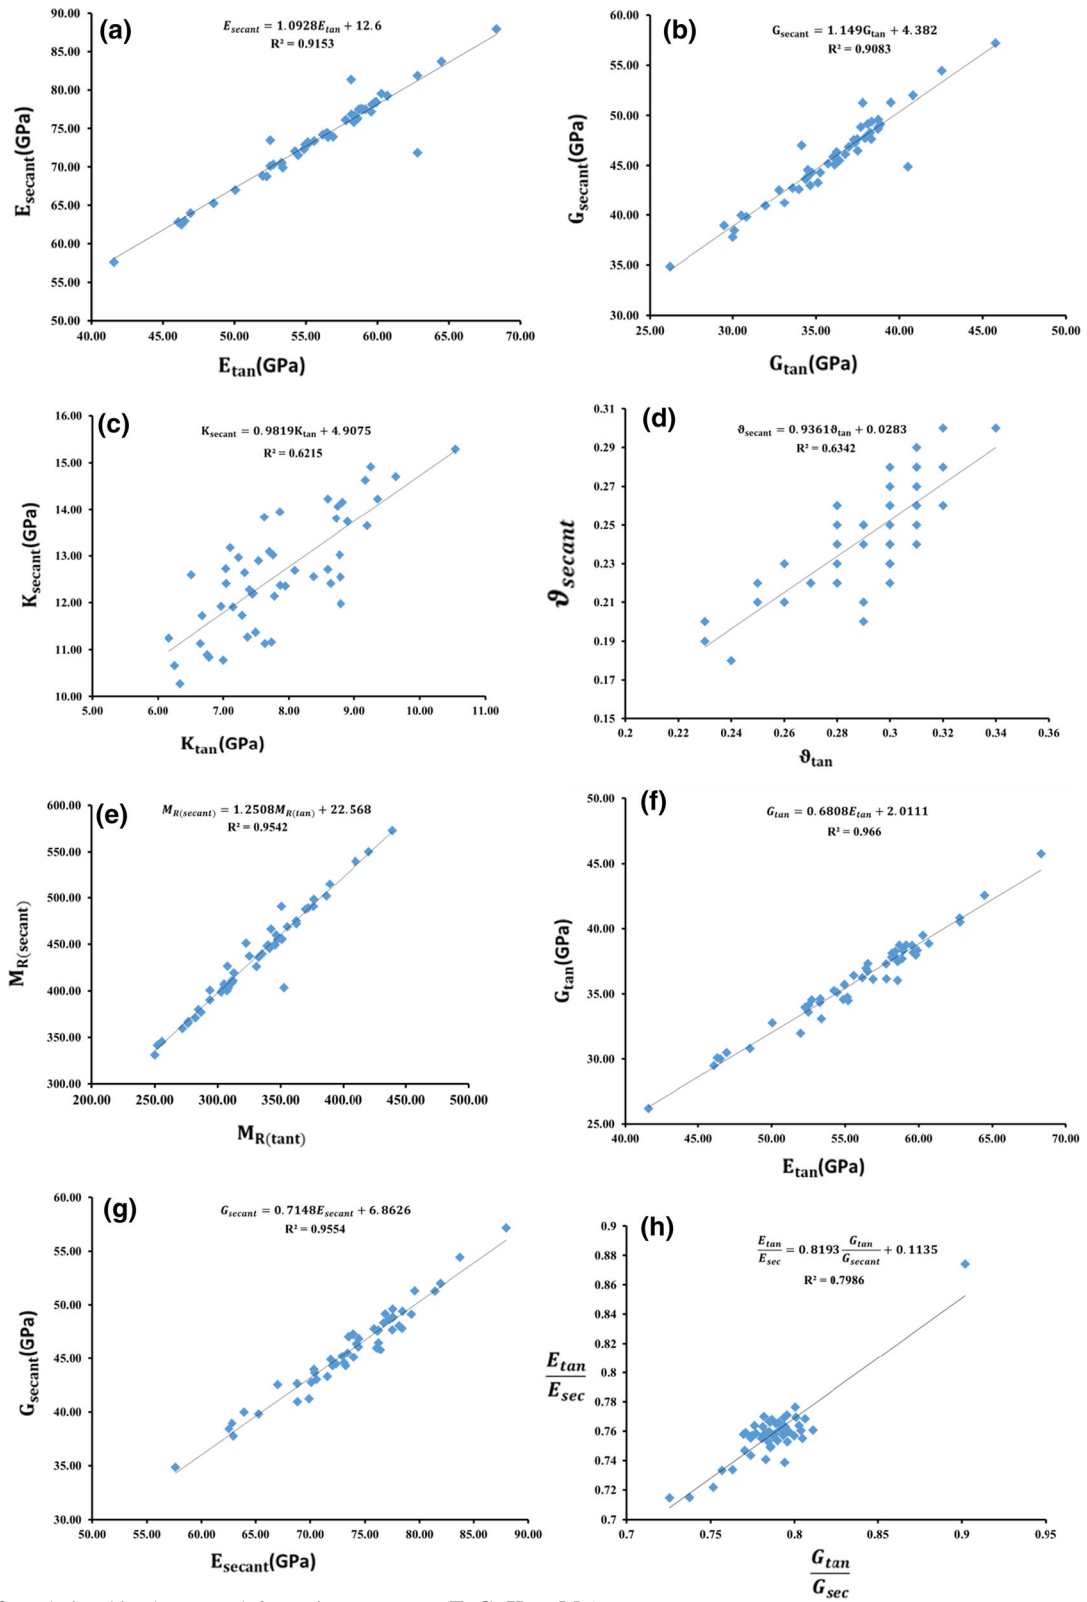 (a)
E_secant = 1.0928E_tan + 12.6
R² = 0.9153
90.00
85.00
80.00
75.00
70.00
65.00
60.00
55.00
50.00
40.00 45.00 50.00 55.00 60.00 65.00 70.00
E_secant(GPa)
E_tan(GPa)
(b)
G_secant = 1.149G_tan + 4.382
R² = 0.9083
60.00
55.00
50.00
45.00
40.00
35.00
30.00
25.00 30.00 35.00 40.00 45.00 50.00
G_secant(GPa)
G_tan(GPa)
(c)
K_secant = 0.9819K_tan + 4.9075
R² = 0.6215
16.00
15.00
14.00
13.00
12.00
11.00
10.00
5.00 6.00 7.00 8.00 9.00 10.00 11.00
K_secant(GPa)
K_tan(GPa)
(d)
ϑ_secant = 0.9361ϑ_tan + 0.0283
R² = 0.6342
0.31
0.29
0.27
0.25
0.23
0.21
0.19
0.17
0.15
0.2 0.22 0.24 0.26 0.28 0.3 0.32 0.34 0.36
ϑ_secant
ϑ_tan
(e)
M_R(secant) = 1.2508M_R(tan) + 22.568
R² = 0.9542
600.00
550.00
500.00
450.00
400.00
350.00
300.00
200.00 250.00 300.00 350.00 400.00 450.00 500.00
M_R(secant)
M_R(tant)
(f)
G_tan = 0.6808E_tan + 2.0111
R² = 0.966
50.00
45.00
40.00
35.00
30.00
25.00
40.00 45.00 50.00 55.00 60.00 65.00 70.00
G_tan(GPa)
E_tan(GPa)
(g)
G_secant = 0.7148E_secant + 6.8626
R² = 0.9554
60.00
55.00
50.00
45.00
40.00
35.00
30.00
50.00 55.00 60.00 65.00 70.00 75.00 80.00 85.00 90.00
G_secant(GPa)
E_secant(GPa)
(h)
E_tan/E_sec = 0.8193 G_tan/G_secant + 0.1135
R² = 0.7986
0.9
0.88
0.86
0.84
0.82
0.8
0.78
0.76
0.74
0.72
0.7
0.7 0.75 0.8 0.85 0.9 0.95
E_tan/E_sec
G_tan/G_sec